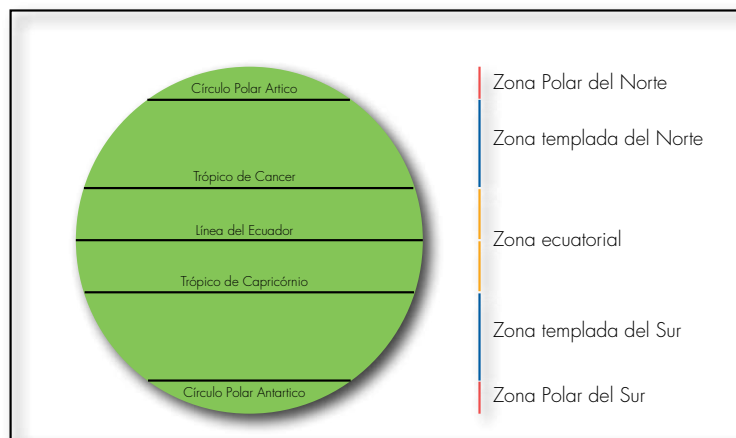 Círculo Polar Artico
Zona Polar del Norte
Zona templada del Norte
Trópico de Cancer
Línea del Ecuador
Zona ecuatorial
Trópico de Capricórnio
Zona templada del Sur
Círculo Polar Antartico
Zona Polar del Sur